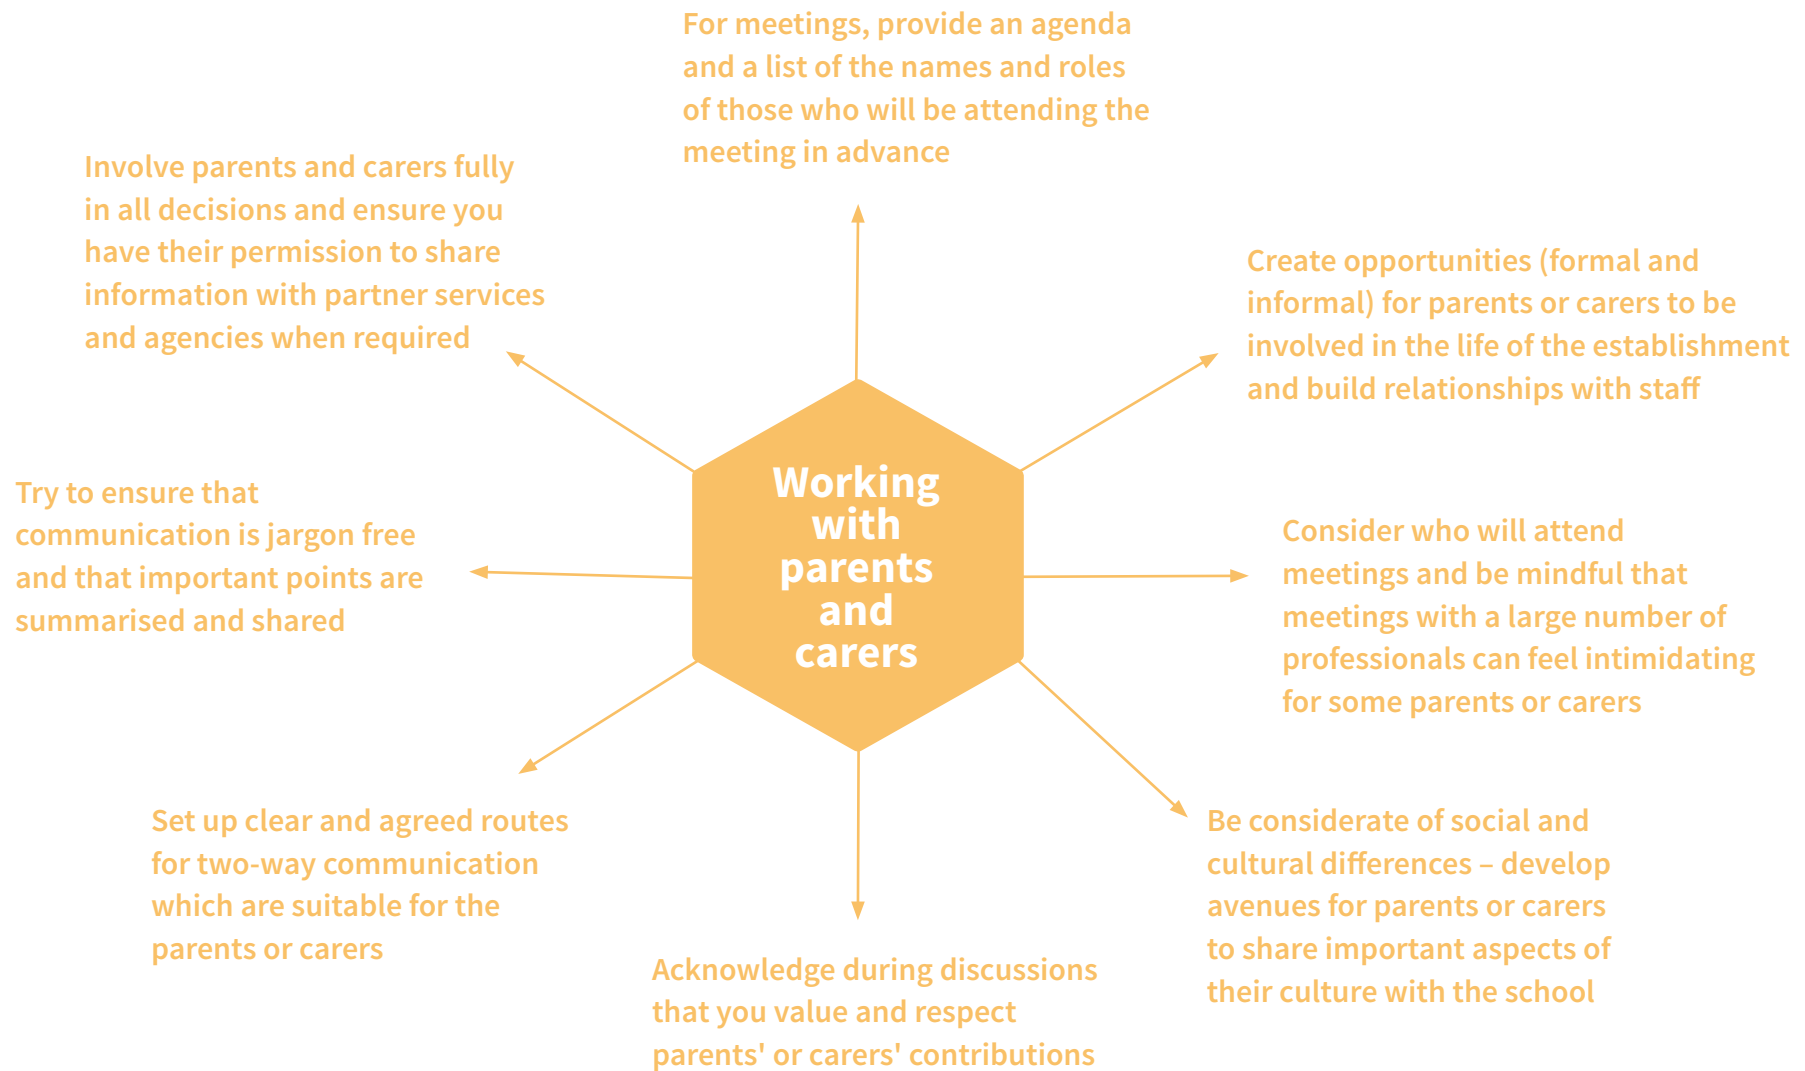 For meetings, provide an agenda
and a list of the names and roles
of those who will be attending the
meeting in advance
Involve parents and carers fully
in all decisions and ensure you
have their permission to share
information with partner services
and agencies when required
Create opportunities (formal and
informal) for parents or carers to be
involved in the life of the establishment
and build relationships with staff
Working
with
parents
and
carers
Try to ensure that
communication is jargon free
and that important points are
summarised and shared
Consider who will attend
meetings and be mindful that
meetings with a large number of
professionals can feel intimidating
for some parents or carers
Set up clear and agreed routes
for two-way communication
which are suitable for the
parents or carers
Be considerate of social and
cultural differences – develop
avenues for parents or carers
to share important aspects of
their culture with the school
Acknowledge during discussions
that you value and respect
parents' or carers' contributions